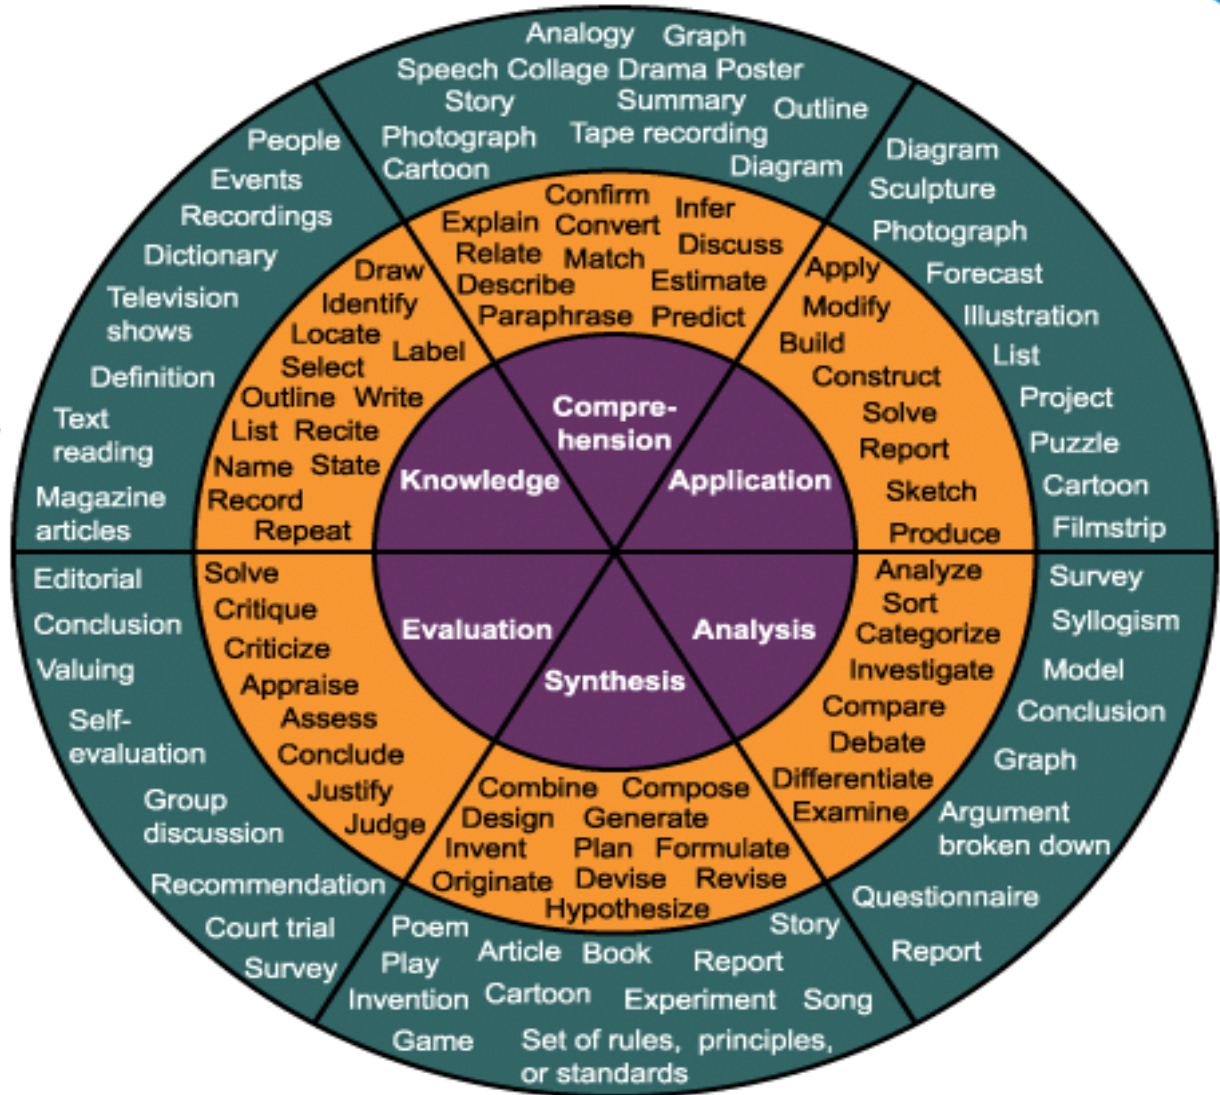 Analogy Graph
Speech Collage Drama Poster
Story Summary Outline
Photograph Tape recording
Cartoon Diagram
Confirm Infer
Explain Convert
Relate Match Discuss
Describe Estimate
Paraphrase Predict
Compre-
hension
Diagram
Sculpture
Photograph
Forecast
Illustration
List
Project
Puzzle
Cartoon
Filmstrip
Apply
Modify
Build
Construct
Solve
Report
Sketch
Produce
Application
Survey
Syllogism
Model
Conclusion
Graph
Argument
broken down
Questionnaire
Report
Analyze
Sort
Categorize
Investigate
Compare
Debate
Differentiate
Examine
Analysis
Synthesis
Combine Compose
Design Generate
Invent Plan Formulate
Originate Devise Revise
Hypothesize
Poem Story
Play Article Book Report
Invention Cartoon Experiment Song
Game Set of rules, principles,
or standards
Evaluation
Solve
Critique
Criticize
Appraise
Assess
Conclude
Justify
Judge
Editorial
Conclusion
Valuing
Self-
evaluation
Group
discussion
Recommendation
Court trial
Survey
Knowledge
Draw
Identify
Locate
Label
Select
Outline Write
List Recite
Name State
Record
Repeat
People
Events
Recordings
Dictionary
Television
shows
Definition
Text
reading
Magazine
articles